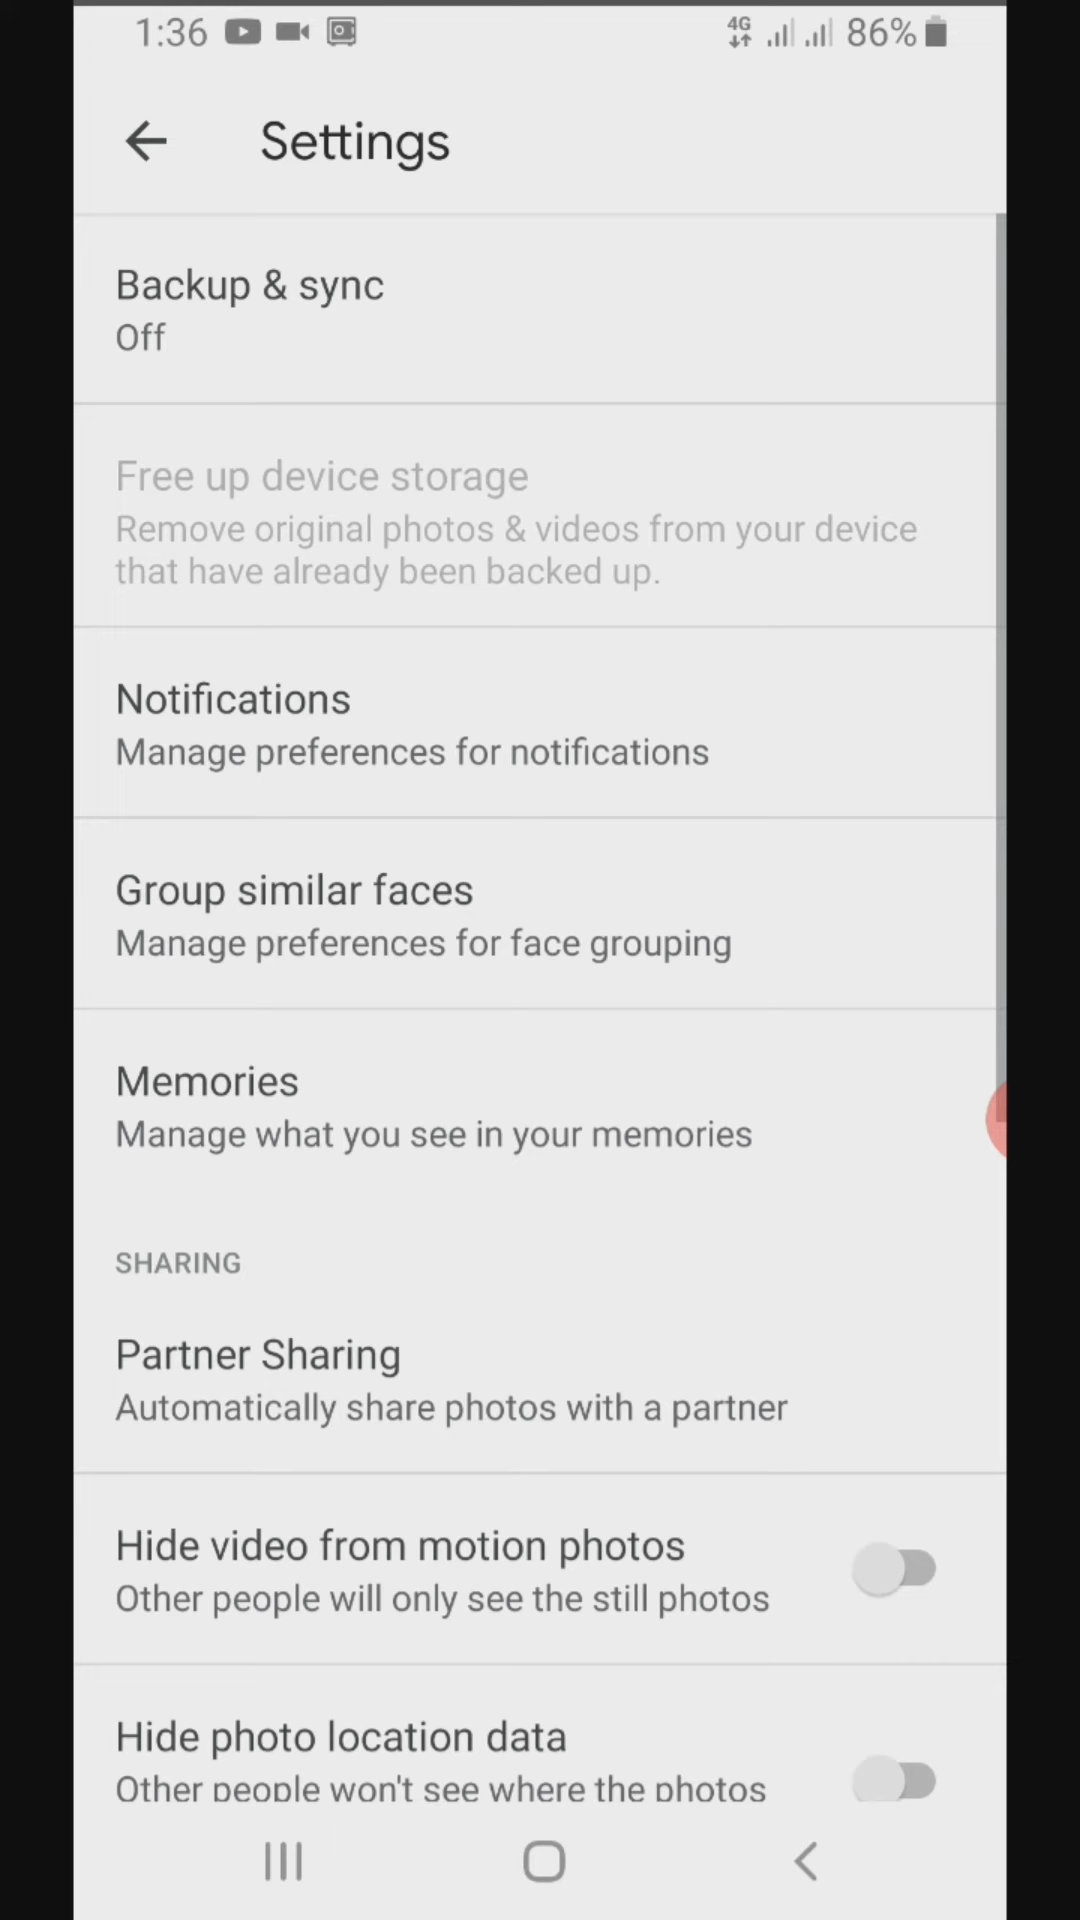 1:36
4G
86%
Settings
Backup & sync
Off
Free up device storage
Remove original photos & videos from your device
that have already been backed up.
Notifications
Manage preferences for notifications
Group similar faces
Manage preferences for face grouping
Memories
Manage what you see in your memories
SHARING
Partner Sharing
Automatically share photos with a partner
Hide video from motion photos
Other people will only see the still photos
Hide photo location data
Other people won't see where the photos